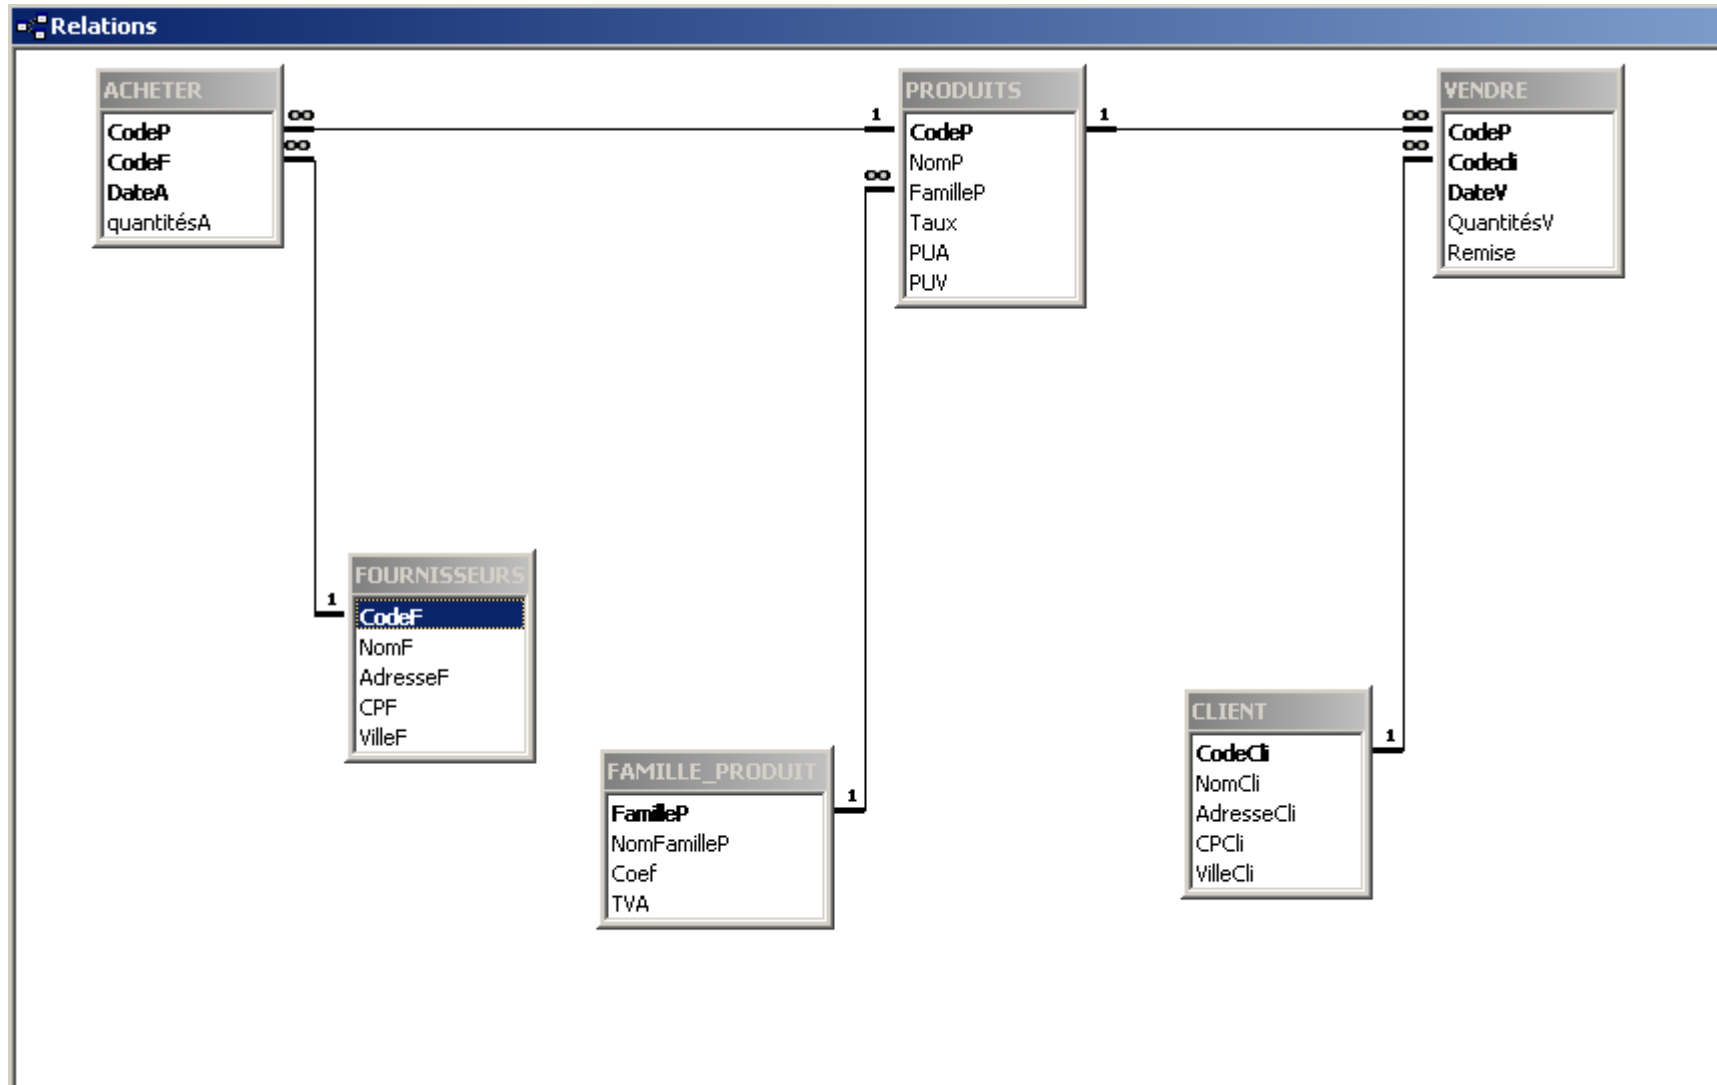 Relations
ACHETER
CodeP
CodeF
DateA
quantitésA
∞
∞
1
PRODUITS
CodeP
NomP
FamilleP
Taux
PUA
PUV
∞
1
VENDRE
CodeP
Codecli
DateV
QuantitésV
Remise
∞
∞
FOURNISSEURS
CodeF
NomF
AdresseF
CPF
VilleF
1
FAMILLE_PRODUIT
FamilleP
NomFamilleP
Coef
TVA
1
CLIENT
CodeCli
NomCli
AdresseCli
CPCli
VilleCli
1